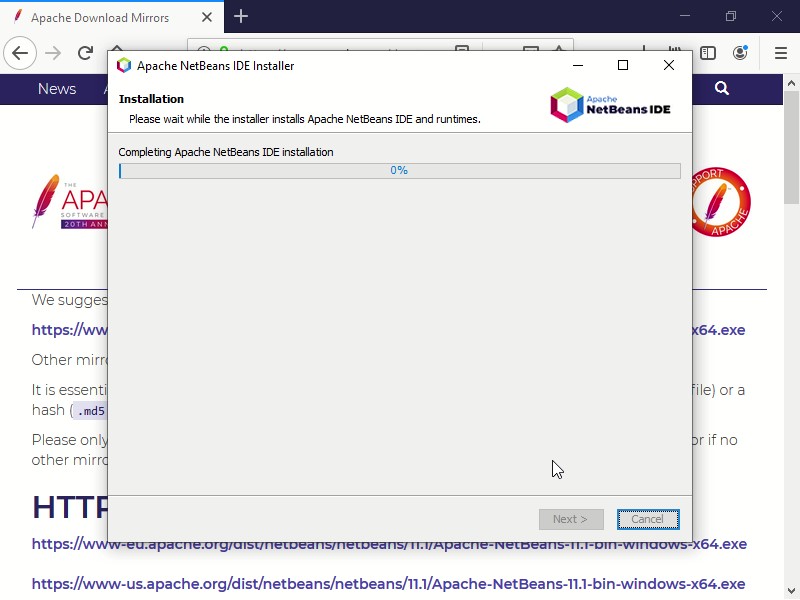 Apache Download Mirrors
Apache NetBeans IDE Installer
News
Installation
Please wait while the installer installs Apache NetBeans IDE and runtimes.
Apache
NetBeans IDE
Completing Apache NetBeans IDE installation
0%
THE
APA
SOFTWARE
20TH ANN
SUPPORT
APACHE
We sugges
https://ww
x64.exe
Other mirro
It is essenti
file) or a
hash ( .md5
Please only
or if no
other mirro
HTTP
Next >
Cancel
https://www-eu.apache.org/dist/netbeans/netbeans/11.1/Apache-NetBeans-11.1-bin-windows-x64.exe
https://www-us.apache.org/dist/netbeans/netbeans/11.1/Apache-NetBeans-11.1-bin-windows-x64.exe